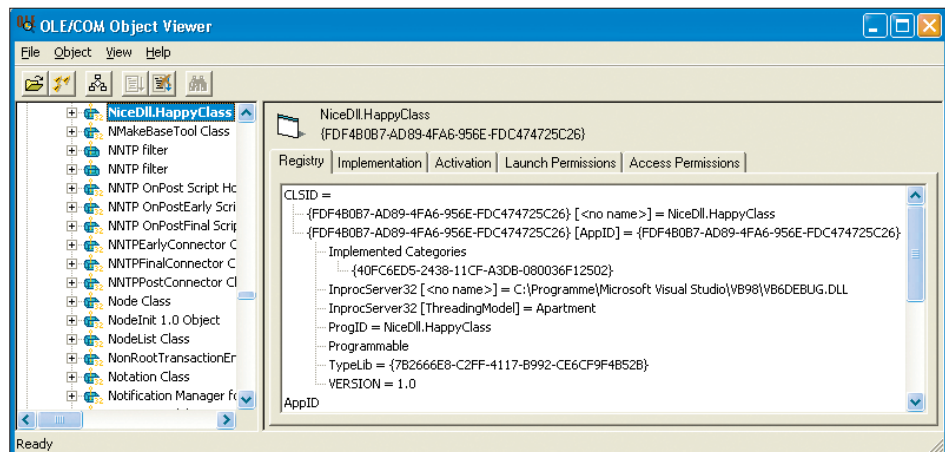 OLE/COM Object Viewer
File Object View Help
NiceDll.HappyClass
NMakeBaseTool Class
NNTP filter
NNTP filter
NNTP OnPost Script Ho
NNTP OnPostEarly Scri
NNTP OnPostFinal Scrip
NNTPEarlyConnector C
NNTPFinalConnector C
NNTPPostConnector Cl
Node Class
NodeInit 1.0 Object
NodeList Class
NonRootTransactionEn
Notation Class
Notification Manager fo
NiceDll.HappyClass
{FDF4B0B7-AD89-4FA6-956E-FDC474725C26}
Registry Implementation Activation Launch Permissions Access Permissions
CLSID =
{FDF4B0B7-AD89-4FA6-956E-FDC474725C26} [<no name>] = NiceDll.HappyClass
{FDF4B0B7-AD89-4FA6-956E-FDC474725C26} [AppID] = {FDF4B0B7-AD89-4FA6-956E-FDC474725C26}
Implemented Categories
{40FC6ED5-2438-11CF-A3DB-080036F12502}
InprocServer32 [<no name>] = C:\Programme\Microsoft Visual Studio\VB98\VB6DEBUG.DLL
InprocServer32 [ThreadingModel] = Apartment
ProgID = NiceDll.HappyClass
Programmable
TypeLib = {7B2666E8-C2FF-4117-B992-CE6CF9F4B52B}
VERSION = 1.0
AppID
Ready